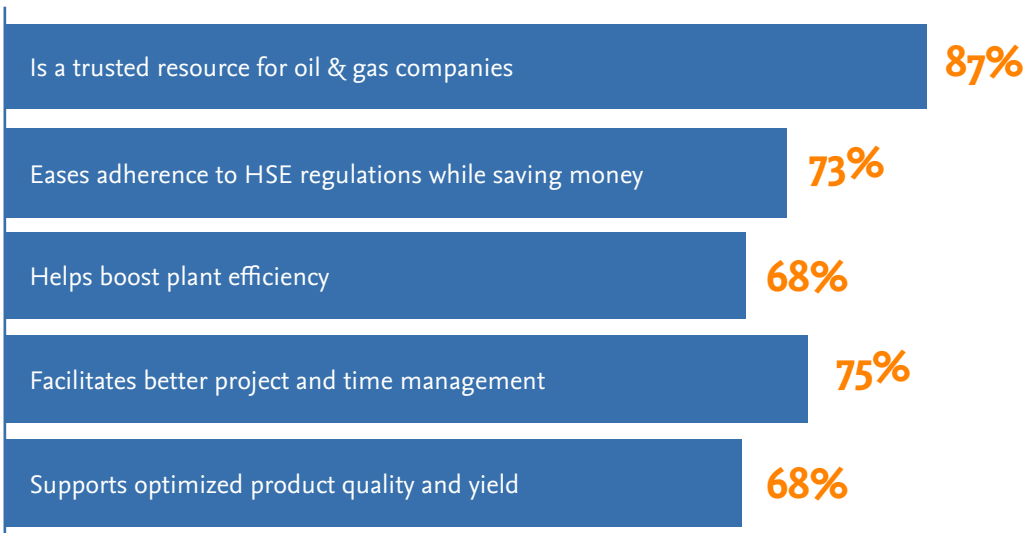 Is a trusted resource for oil & gas companies
87%
Eases adherence to HSE regulations while saving money
73%
Helps boost plant efficiency
68%
Facilitates better project and time management
75%
Supports optimized product quality and yield
68%